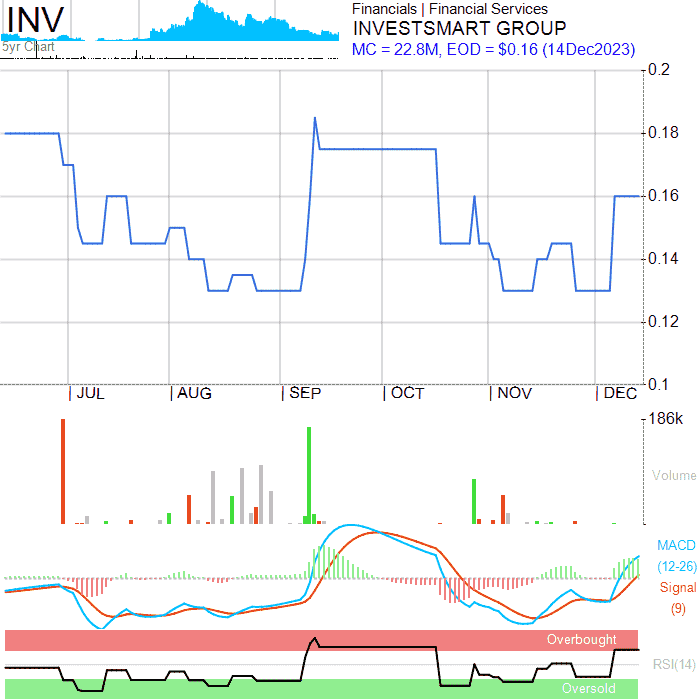 INV
5yr Chart
Financials | Financial Services
INVESTSMART GROUP
MC = 22.8M, EOD = $0.16 (14Dec2023)
0.2
0.18
0.16
0.14
0.12
0.1
JUL
AUG
SEP
OCT
NOV
DEC
186k
Volume
MACD
(12-26)
Signal
(9)
Overbought
RSI(14)
Oversold